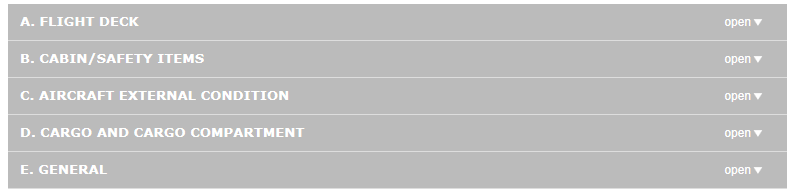 A. FLIGHT DECK open ▼
B. CABIN/SAFETY ITEMS open ▼
C. AIRCRAFT EXTERNAL CONDITION open ▼
D. CARGO AND CARGO COMPARTMENT open ▼
E. GENERAL open ▼